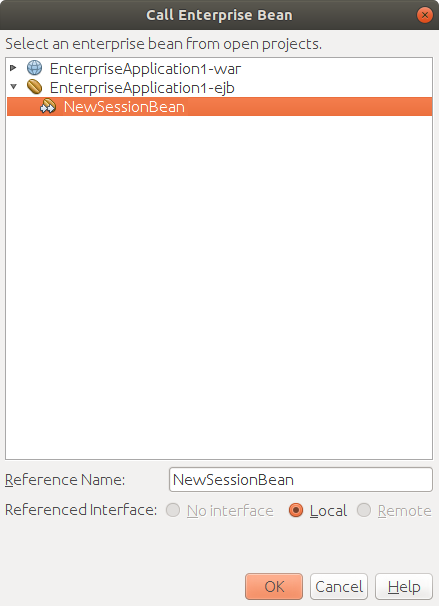 Call Enterprise Bean
Select an enterprise bean from open projects.
EnterpriseApplication1-war
EnterpriseApplication1-ejb
NewSessionBean
Reference Name: NewSessionBean
Referenced Interface: No interface Local Remote
OK Cancel Help